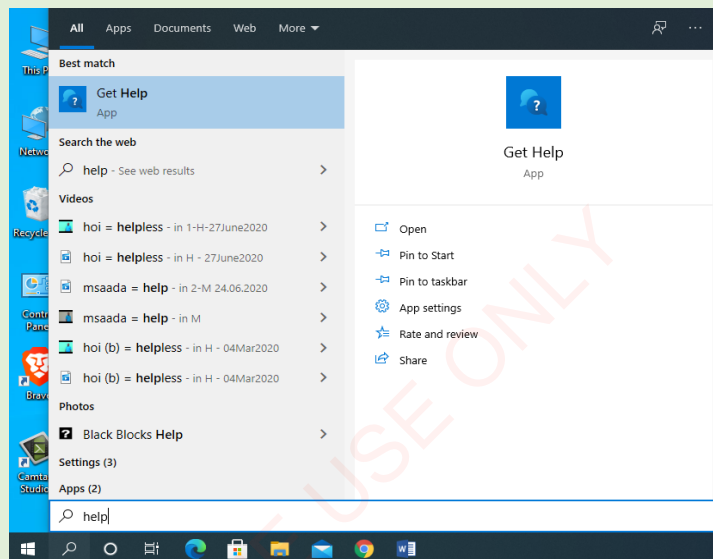 All Apps Documents Web More
This P
Netwo
Recycle
Contr
Pane
Brav
Camta
Studio
Best match
Get Help
App
Search the web
help - See web results
Videos
hoi = helpless - in 1-H-27June2020
hoi = helpless - in H - 27June2020
msaada = help - in 2-M 24.06.2020
msaada = help - in M
hoi (b) = helpless - in H - 04Mar2020
hoi (b) = helpless - in H - 04Mar2020
Photos
Black Blocks Help
Settings (3)
Apps (2)
help
Get Help
App
Open
Pin to Start
Pin to taskbar
App settings
Rate and review
Share
USE ONLY